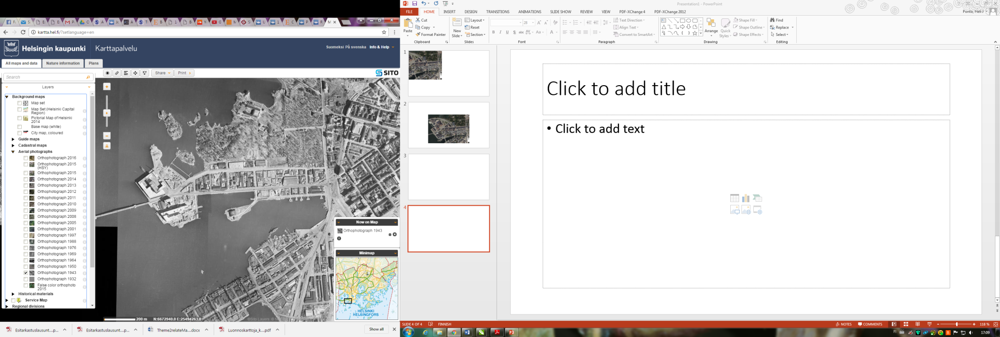 Presentation1 - PowerPoint
FILE HOME INSERT DESIGN TRANSITIONS ANIMATIONS SLIDE SHOW REVIEW VIEW PDF-XChange 4 PDF-XChange 2012
Ponto, Heli J
Paste
Cut
Copy
Format Painter
Clipboard
New Slide
Layout
Reset
Section
Slides
28
B I U S abc AV Aa A
Font
Text Direction
Align Text
Convert to SmartArt
Paragraph
Arrange
Quick Styles
Shape Fill
Shape Outline
Shape Effects
Drawing
Find
Replace
Select
Editing
kartta.hel.fi/?setlanguage=en
Helsingin kaupunki Karttapalvelu
Suomeksi På svenska Info & Help
All maps and data Nature information Plans
Search
Share Print
SITO
Layers
Background maps
Map set
Map Set (Helsinki Capital
Region)
Pictorial Map of Helsinki
2014
Base map (white)
City map, coloured
Guide maps
Cadastral maps
Aerial photographs
Orthophotograph 2016
Orthophotograph 2015
(HSY)
Orthophotograph 2015
Orthophotograph 2014
Orthophotograph 2013
Orthophotograph 2012
Orthophotograph 2011
Orthophotograph 2010
Orthophotograph 2009
Orthophotograph 2008
Orthophotograph 2005
Orthophotograph 2001
Orthophotograph 1997
Orthophotograph 1988
Orthophotograph 1976
Orthophotograph 1969
Orthophotograph 1964
Orthophotograph 1950
Orthophotograph 1943
Orthophotograph 1932
False color orthophoto
2015
Historical materials
Service Map
Regional divisions
Now on Map
Orthophotograph 1943
Minimap
HELSINKI
HELSINGFORS
200 m N:6672940.0 E:25494263.0
Esitarkastuslausunt....p... Esitarkastuslausunt....p... Theme2relateMa....docx Luonnoskarttoja_k....pdf Show all
1
2
3
4
Click to add title
• Click to add text
SLIDE 4 OF 4 FINNISH
NOTES COMMENTS 118 %
FI 17:09